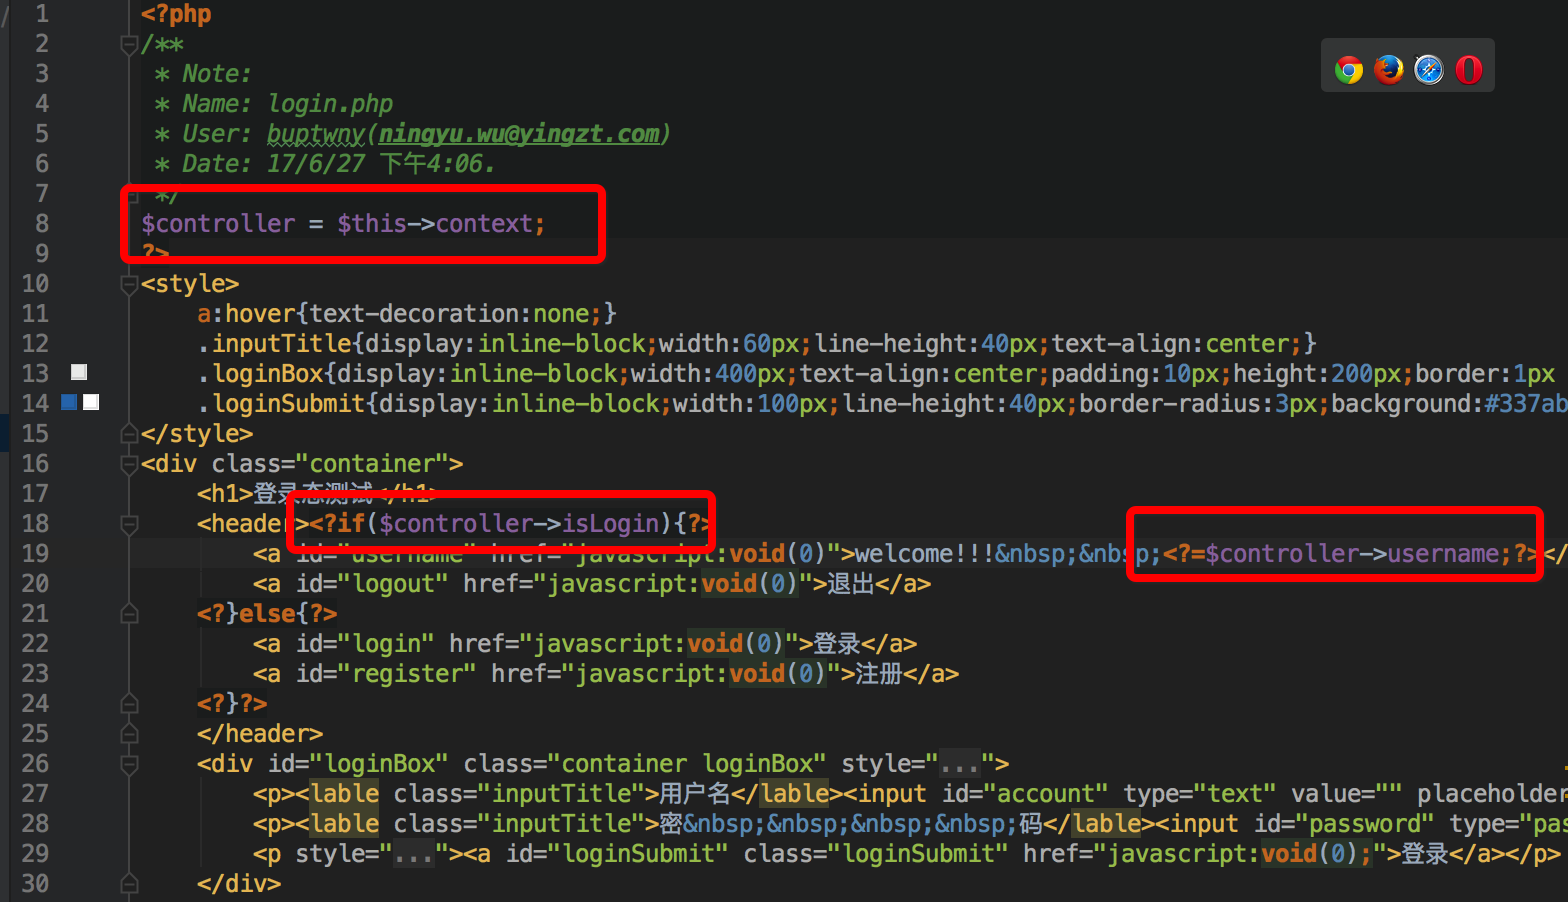 1 <?php
2 /**
3 * Note:
4 * Name: login.php
5 * User: buptwny(ningyu.wu@yingzt.com)
6 * Date: 17/6/27 下午4:06.
7 */
8 $controller = $this->context;
9 ?>
10 <style>
11 a:hover{text-decoration:none;}
12 .inputTitle{display:inline-block;width:60px;line-height:40px;text-align:center;}
13 .loginBox{display:inline-block;width:400px;text-align:center;padding:10px;height:200px;border:1px
14 .loginSubmit{display:inline-block;width:100px;line-height:40px;border-radius:3px;background:#337ab
15 </style>
16 <div class="container">
17 <h1>登录态测试</h1>
18 <header><?if($controller->isLogin){?>
19 <a id="username" href="javascript:void(0)">welcome!!!&nbsp;&nbsp;<?=$controller->username;?></
20 <a id="logout" href="javascript:void(0)">退出</a>
21 <?}else{?>
22 <a id="login" href="javascript:void(0)">登录</a>
23 <a id="register" href="javascript:void(0)">注册</a>
24 <?}?>
25 </header>
26 <div id="loginBox" class="container loginBox" style="...">
27 <p><lable class="inputTitle">用户名</lable><input id="account" type="text" value="" placeholder
28 <p><lable class="inputTitle">密&nbsp;&nbsp;&nbsp;&nbsp;码</lable><input id="password" type="pas
29 <p style="..."><a id="loginSubmit" class="loginSubmit" href="javascript:void(0);">登录</a></p>
30 </div>